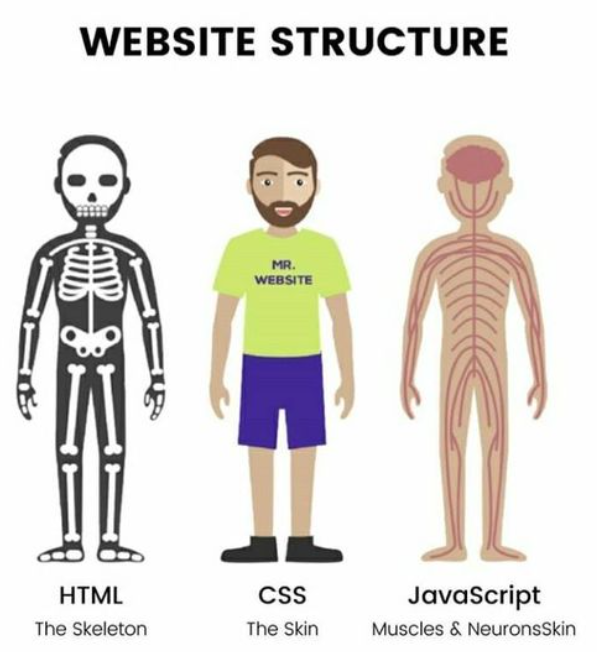 WEBSITE STRUCTURE
MR.
WEBSITE
HTML
The Skeleton
CSS
The Skin
JavaScript
Muscles & NeuronsSkin